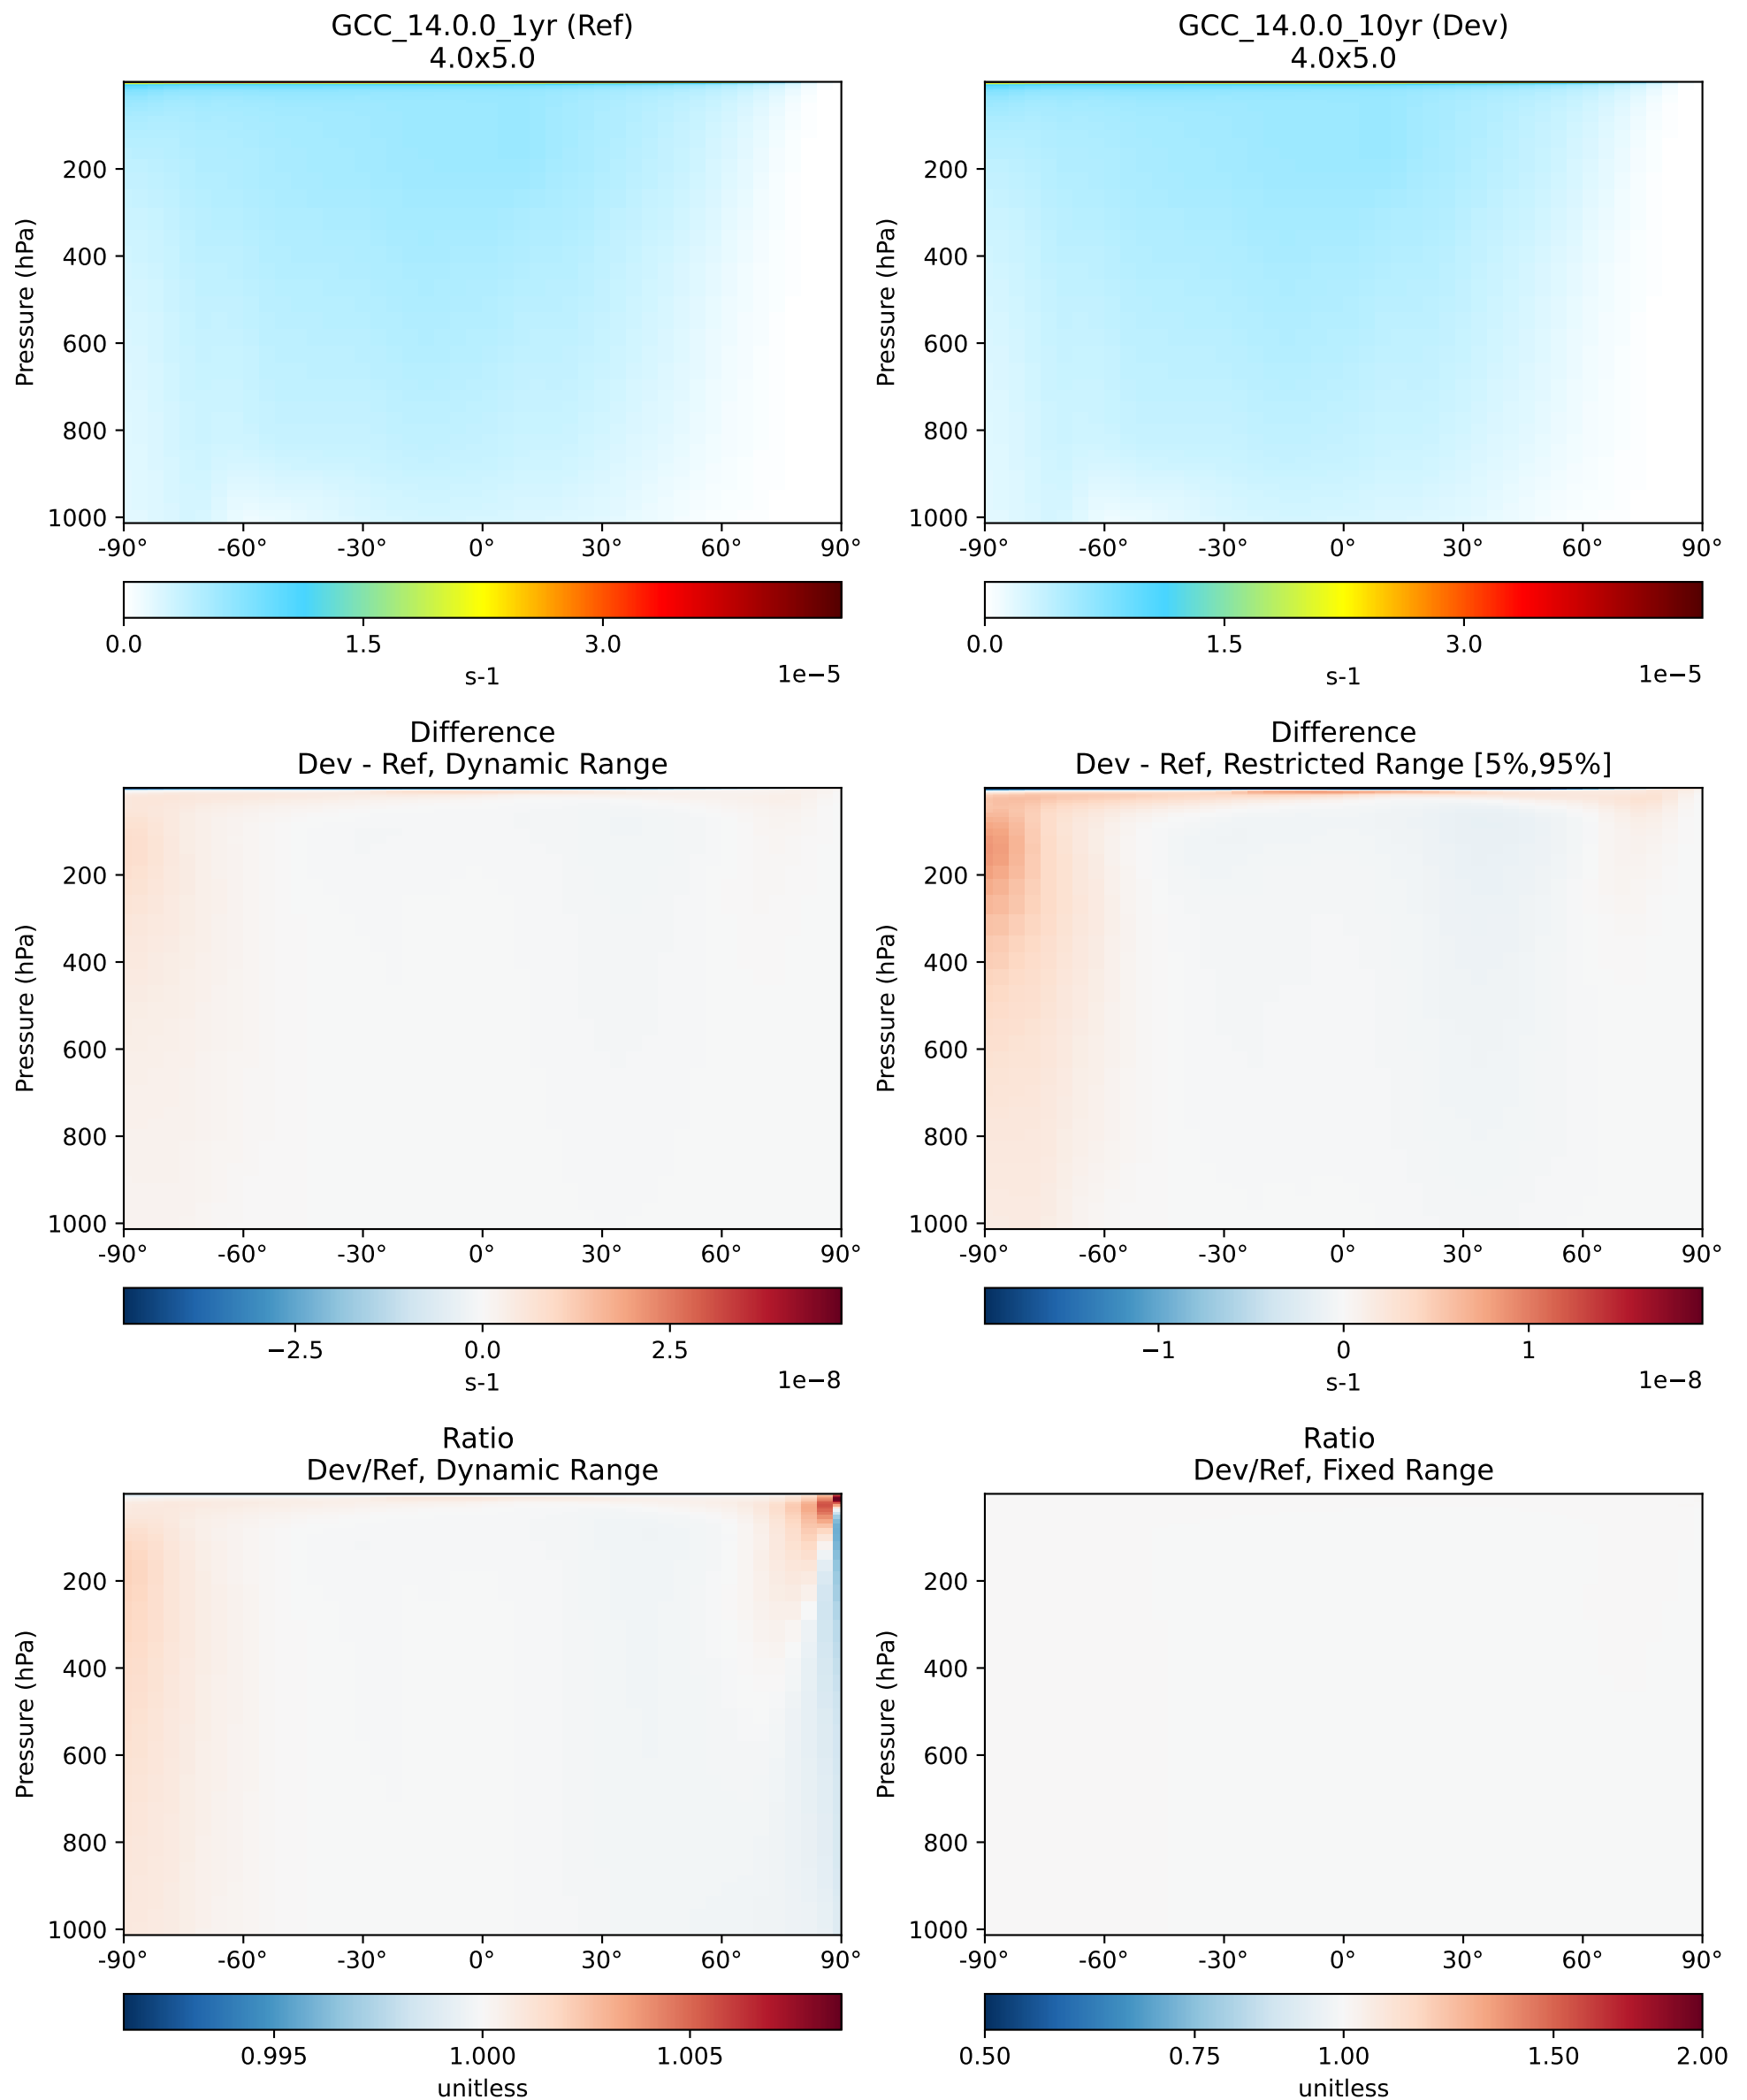 GCC_14.0.0_1yr (Ref)
4.0x5.0
Pressure (hPa)
200
400
600
800
1000
-90° -60° -30° 0° 30° 60° 90°
0.0 1.5 3.0
s-1 1e−5
GCC_14.0.0_10yr (Dev)
4.0x5.0
Pressure (hPa)
200
400
600
800
1000
-90° -60° -30° 0° 30° 60° 90°
0.0 1.5 3.0
s-1 1e−5
Difference
Dev - Ref, Dynamic Range
Pressure (hPa)
200
400
600
800
1000
-90° -60° -30° 0° 30° 60° 90°
−2.5 0.0 2.5
s-1 1e−8
Difference
Dev - Ref, Restricted Range [5%,95%]
Pressure (hPa)
200
400
600
800
1000
-90° -60° -30° 0° 30° 60° 90°
−1 0 1
s-1 1e−8
Ratio
Dev/Ref, Dynamic Range
Pressure (hPa)
200
400
600
800
1000
-90° -60° -30° 0° 30° 60° 90°
0.995 1.000 1.005
unitless
Ratio
Dev/Ref, Fixed Range
Pressure (hPa)
200
400
600
800
1000
-90° -60° -30° 0° 30° 60° 90°
0.50 0.75 1.00 1.50 2.00
unitless